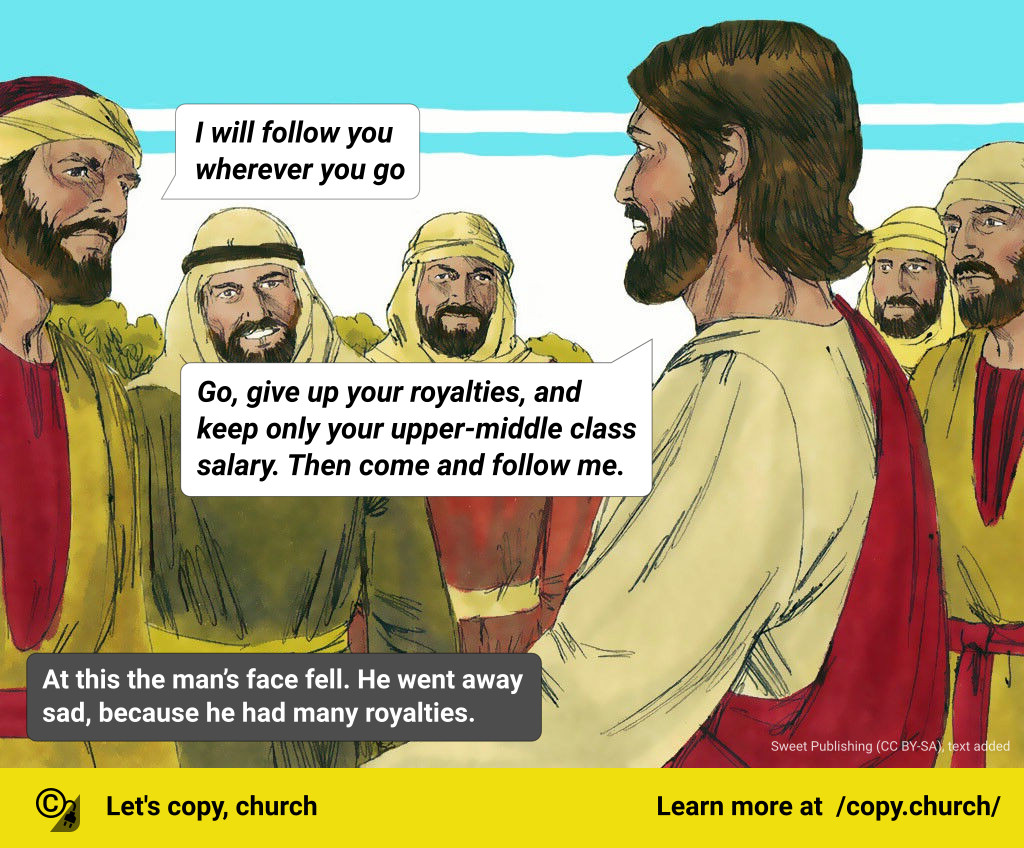 I will follow you
wherever you go
Go, give up your royalties, and
keep only your upper-middle class
salary. Then come and follow me.
At this the man’s face fell. He went away
sad, because he had many royalties.
Sweet Publishing (CC BY-SA), text added
© Let's copy, church
Learn more at /copy.church/